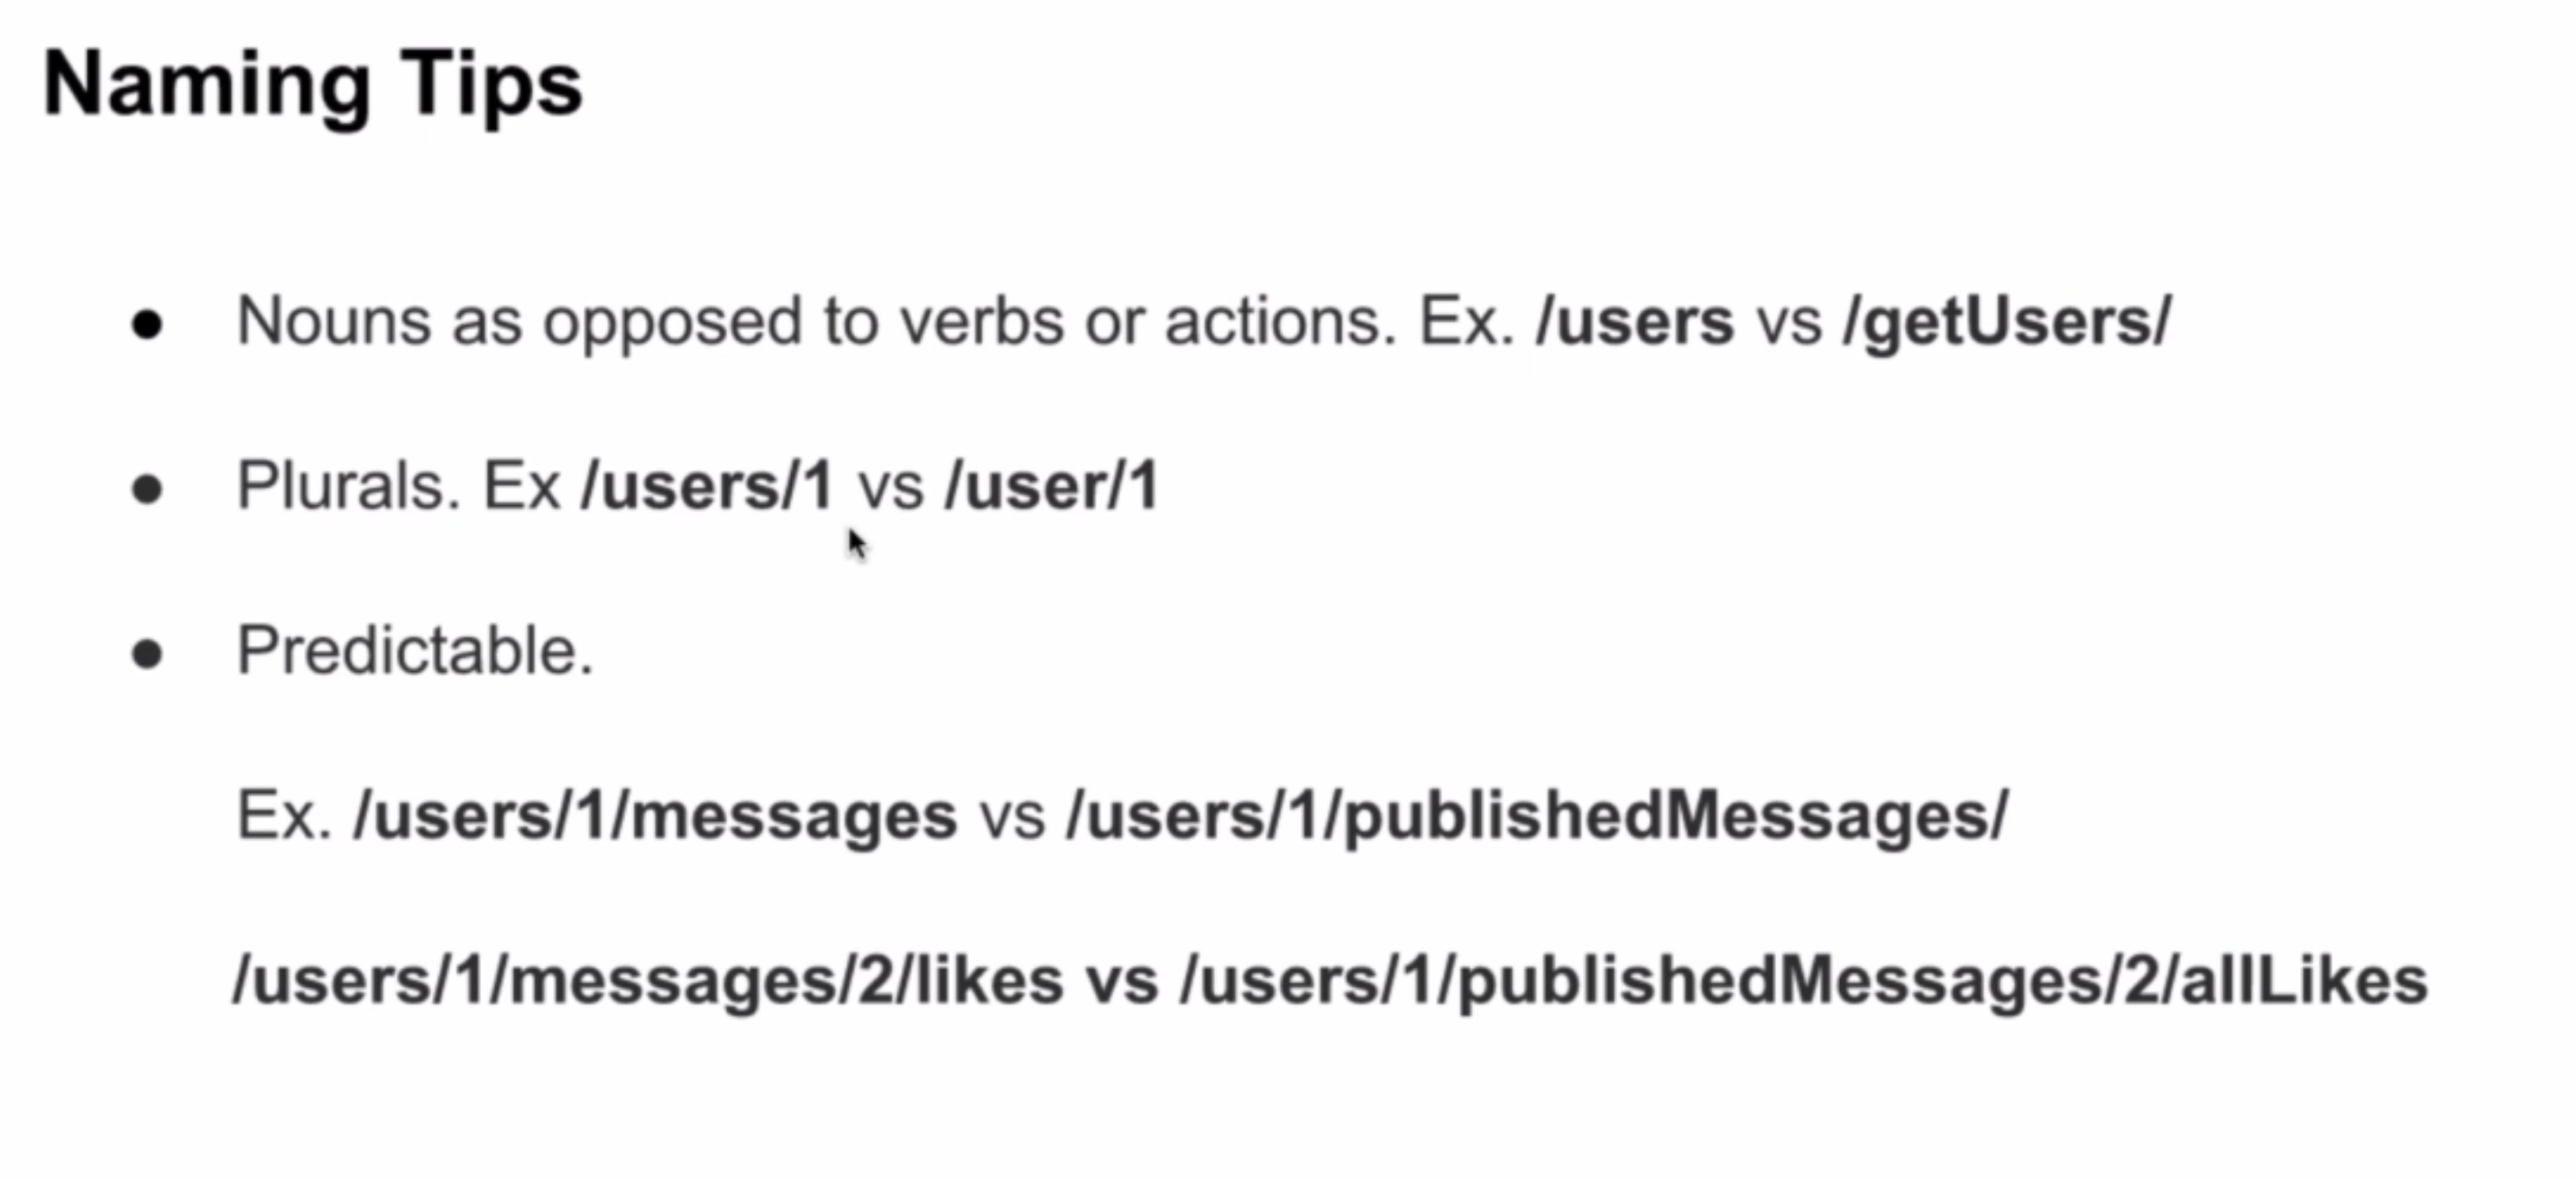 Naming Tips
● Nouns as opposed to verbs or actions. Ex. /users vs /getUsers/
● Plurals. Ex /users/1 vs /user/1
● Predictable.
Ex. /users/1/messages vs /users/1/publishedMessages/
/users/1/messages/2/likes vs /users/1/publishedMessages/2/allLikes